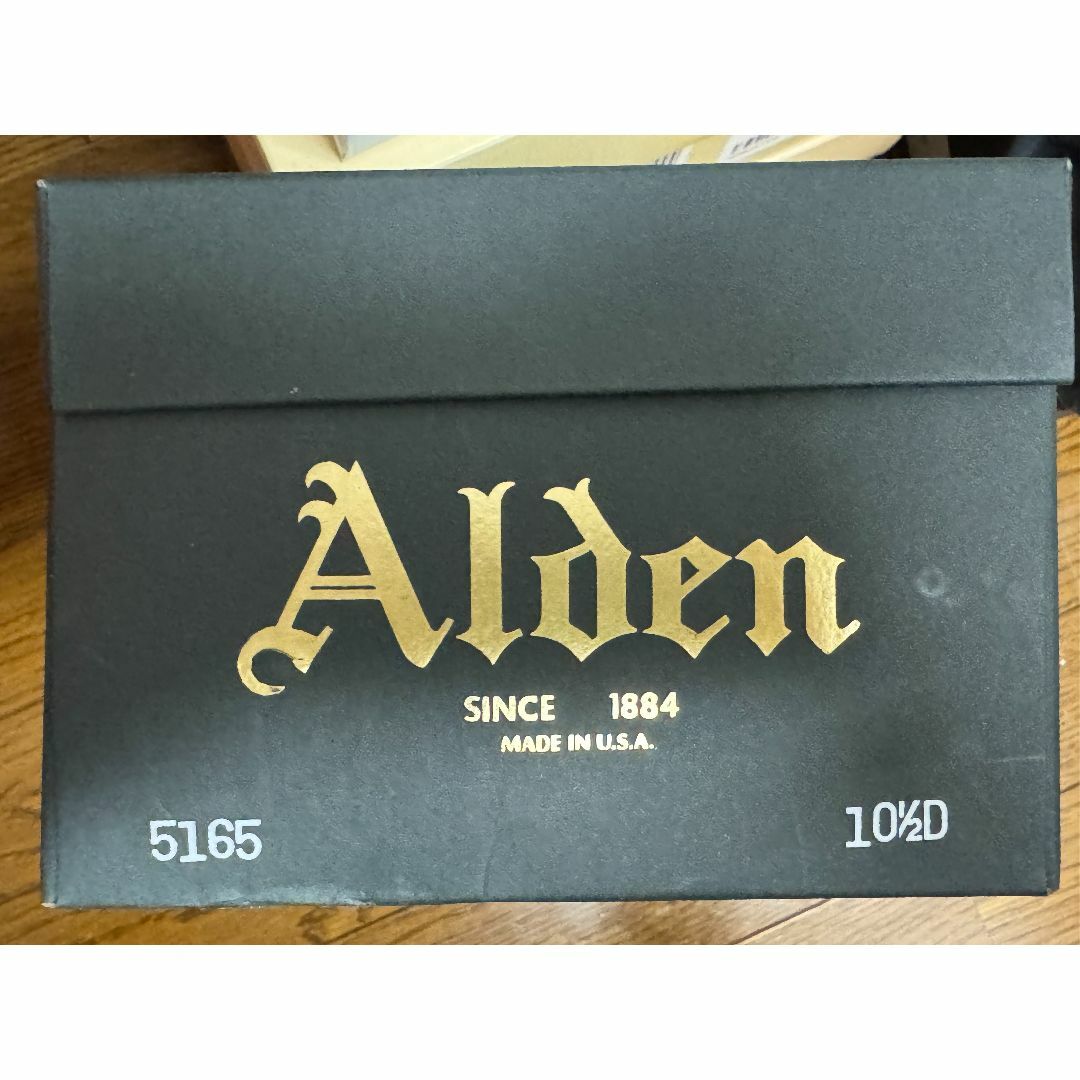 Alden
SINCE 1884
MADE IN U.S.A.
5165 10½D